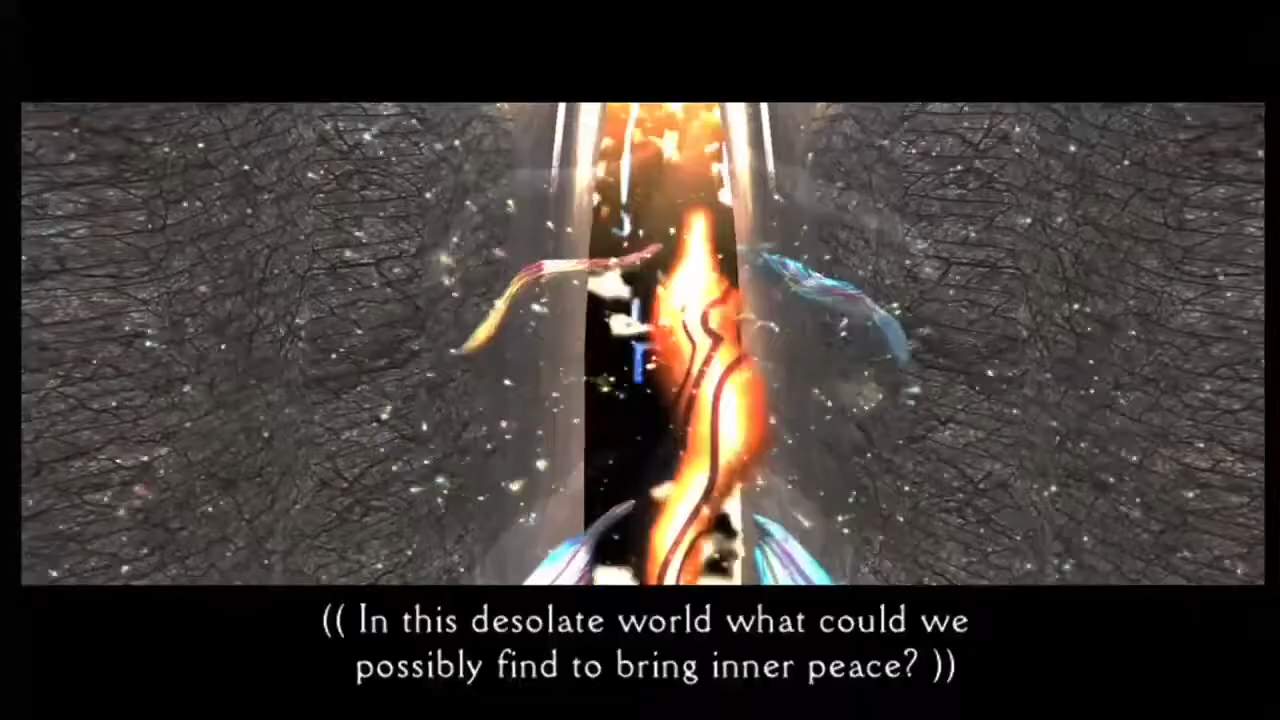 (( In this desolate world what could we
possibly find to bring inner peace? ))